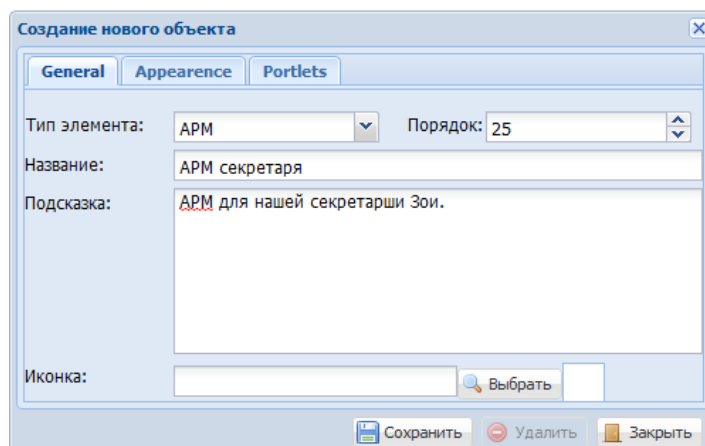 Создание нового объекта
General Appearence Portlets
Тип элемента: АРМ Порядок: 25
Название: АРМ секретаря
Подсказка: АРМ для нашей секретарши Зои.
Иконка: Выбрать
Сохранить Удалить Закрыть